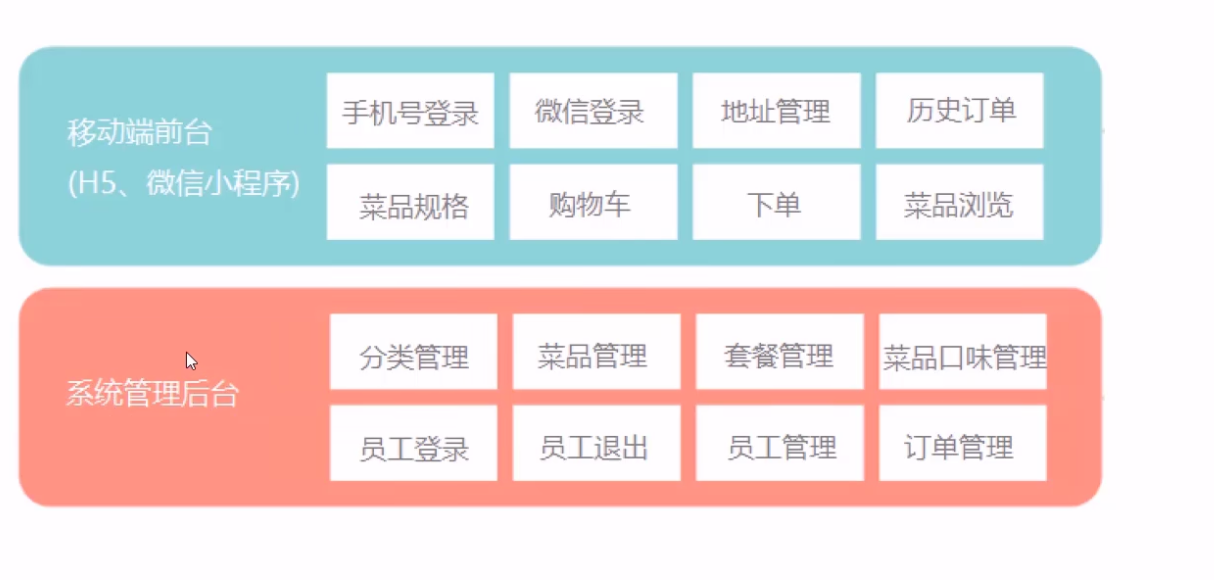 移动端前台
(H5、微信小程序)
手机号登录
微信登录
地址管理
历史订单
菜品规格
购物车
下单
菜品浏览
系统管理后台
分类管理
菜品管理
套餐管理
菜品口味管理
员工登录
员工退出
员工管理
订单管理